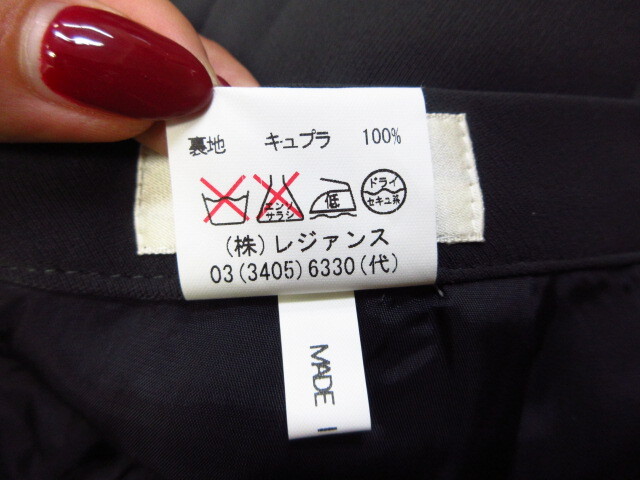 裏地 キュプラ 100%
エンソ サラシ 低 ドライ セキユ系
(株)レジァンス
03(3405)6330(代)
MADE I